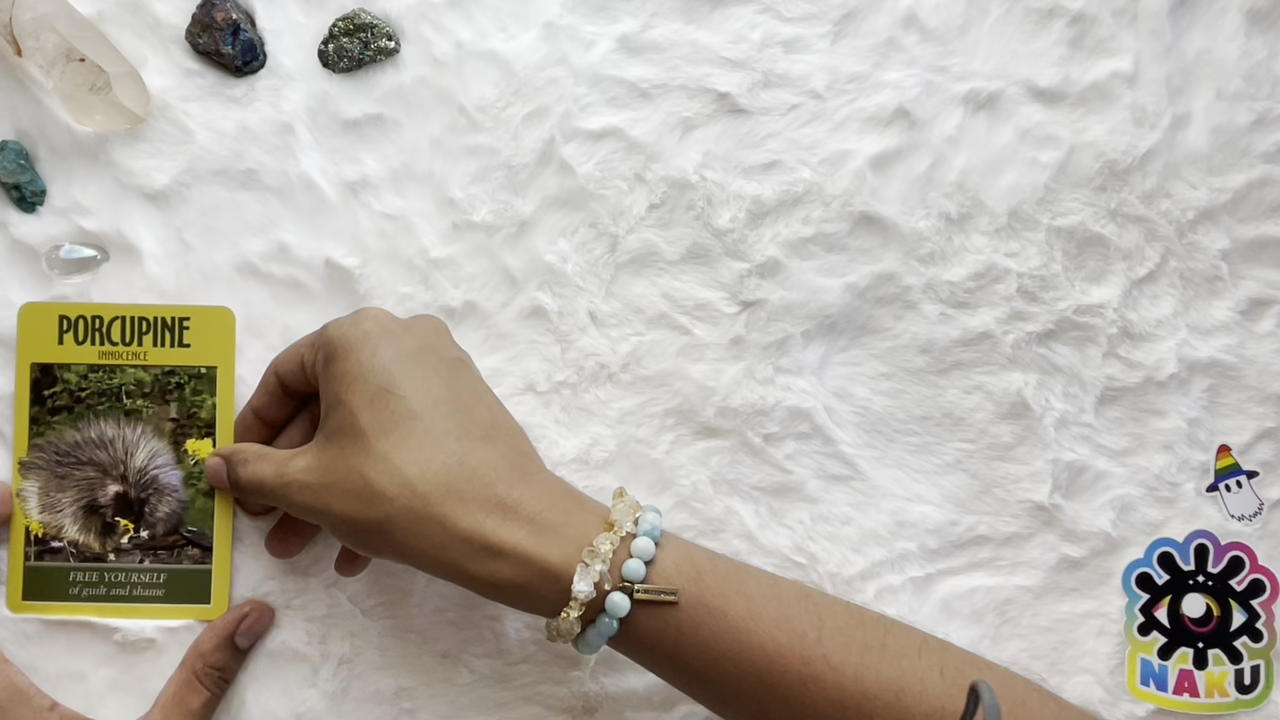 PORCUPINE
INNOCENCE
FREE YOURSELF
of guilt and shame
NAKU